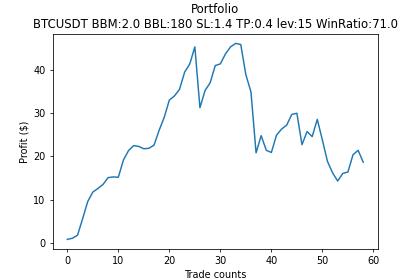 Portfolio
BTCUSDT BBM:2.0 BBL:180 SL:1.4 TP:0.4 lev:15 WinRatio:71.0
Profit ($)
40
30
20
10
0
0 10 20 30 40 50 60
Trade counts